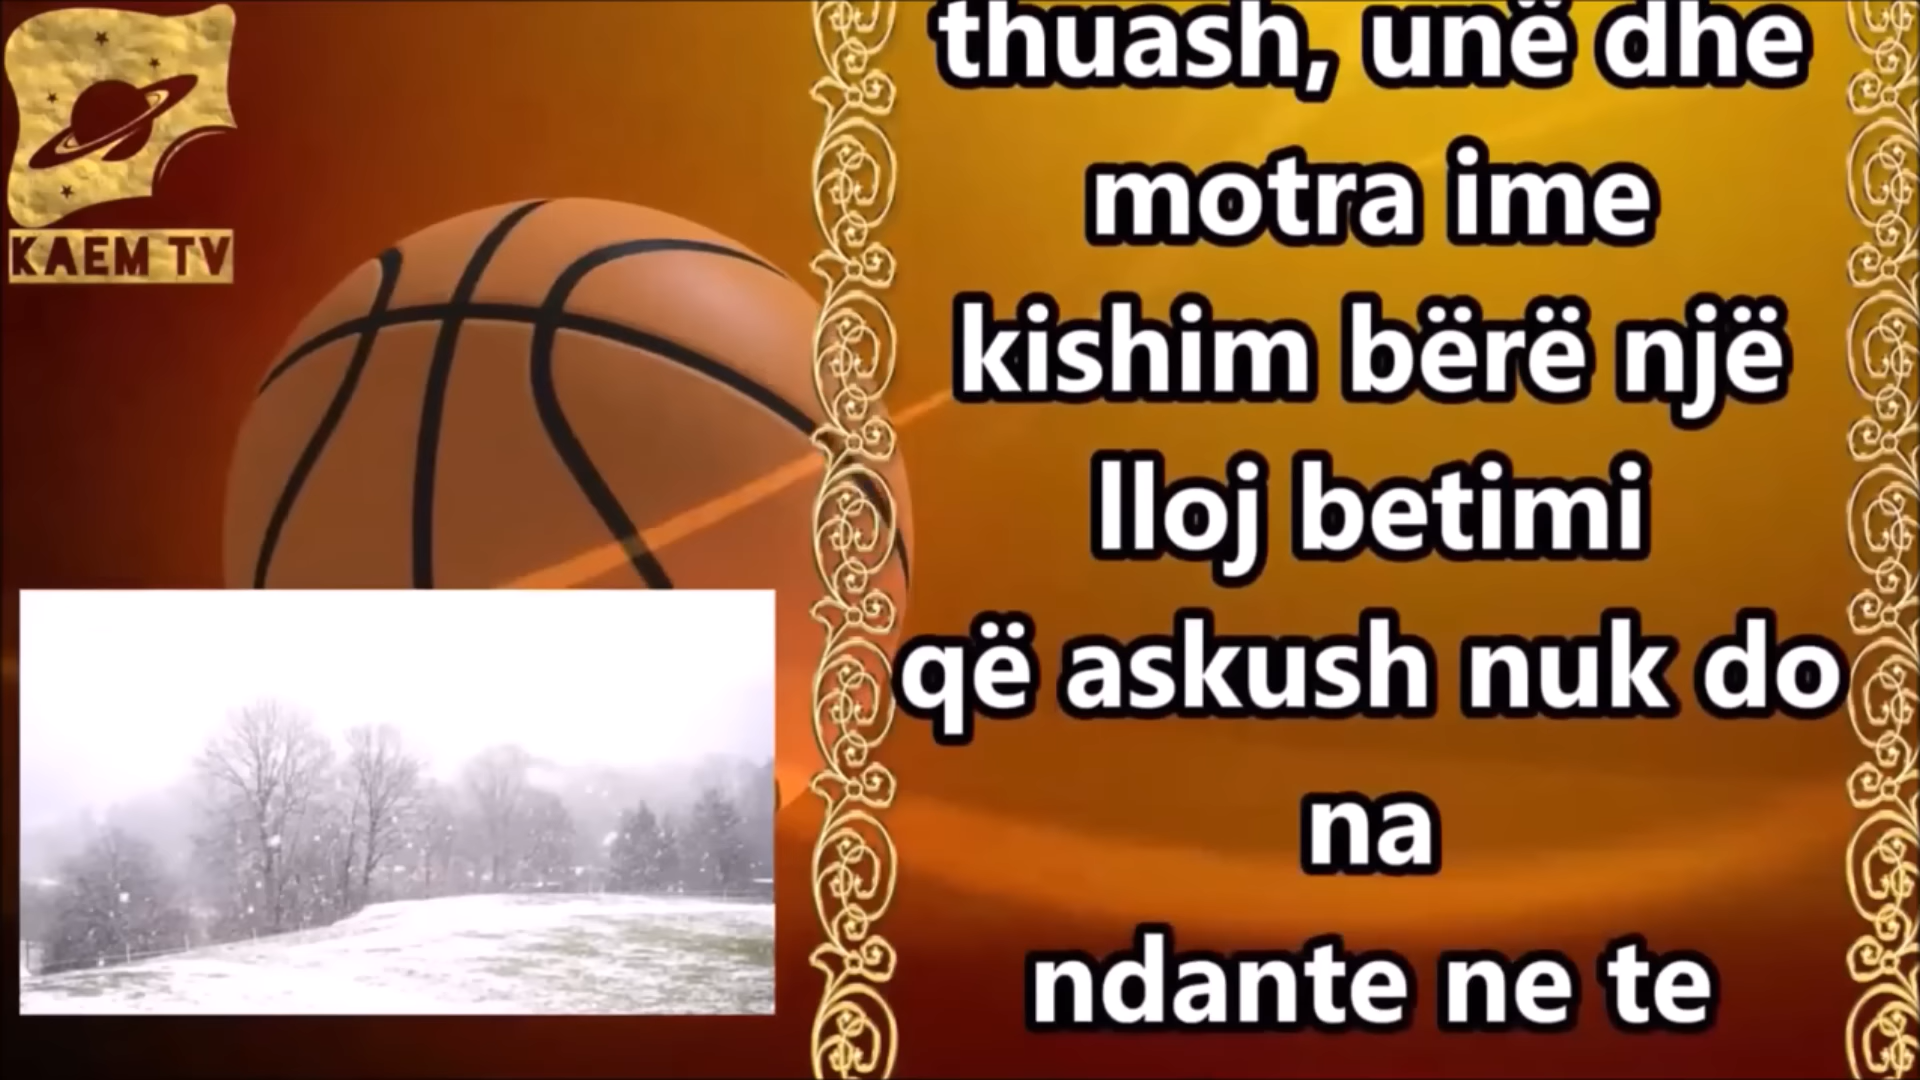 KAEM TV
thuash, unë dhe
motra ime
kishim bërë një
lloj betimi
që askush nuk do
na
ndante ne te